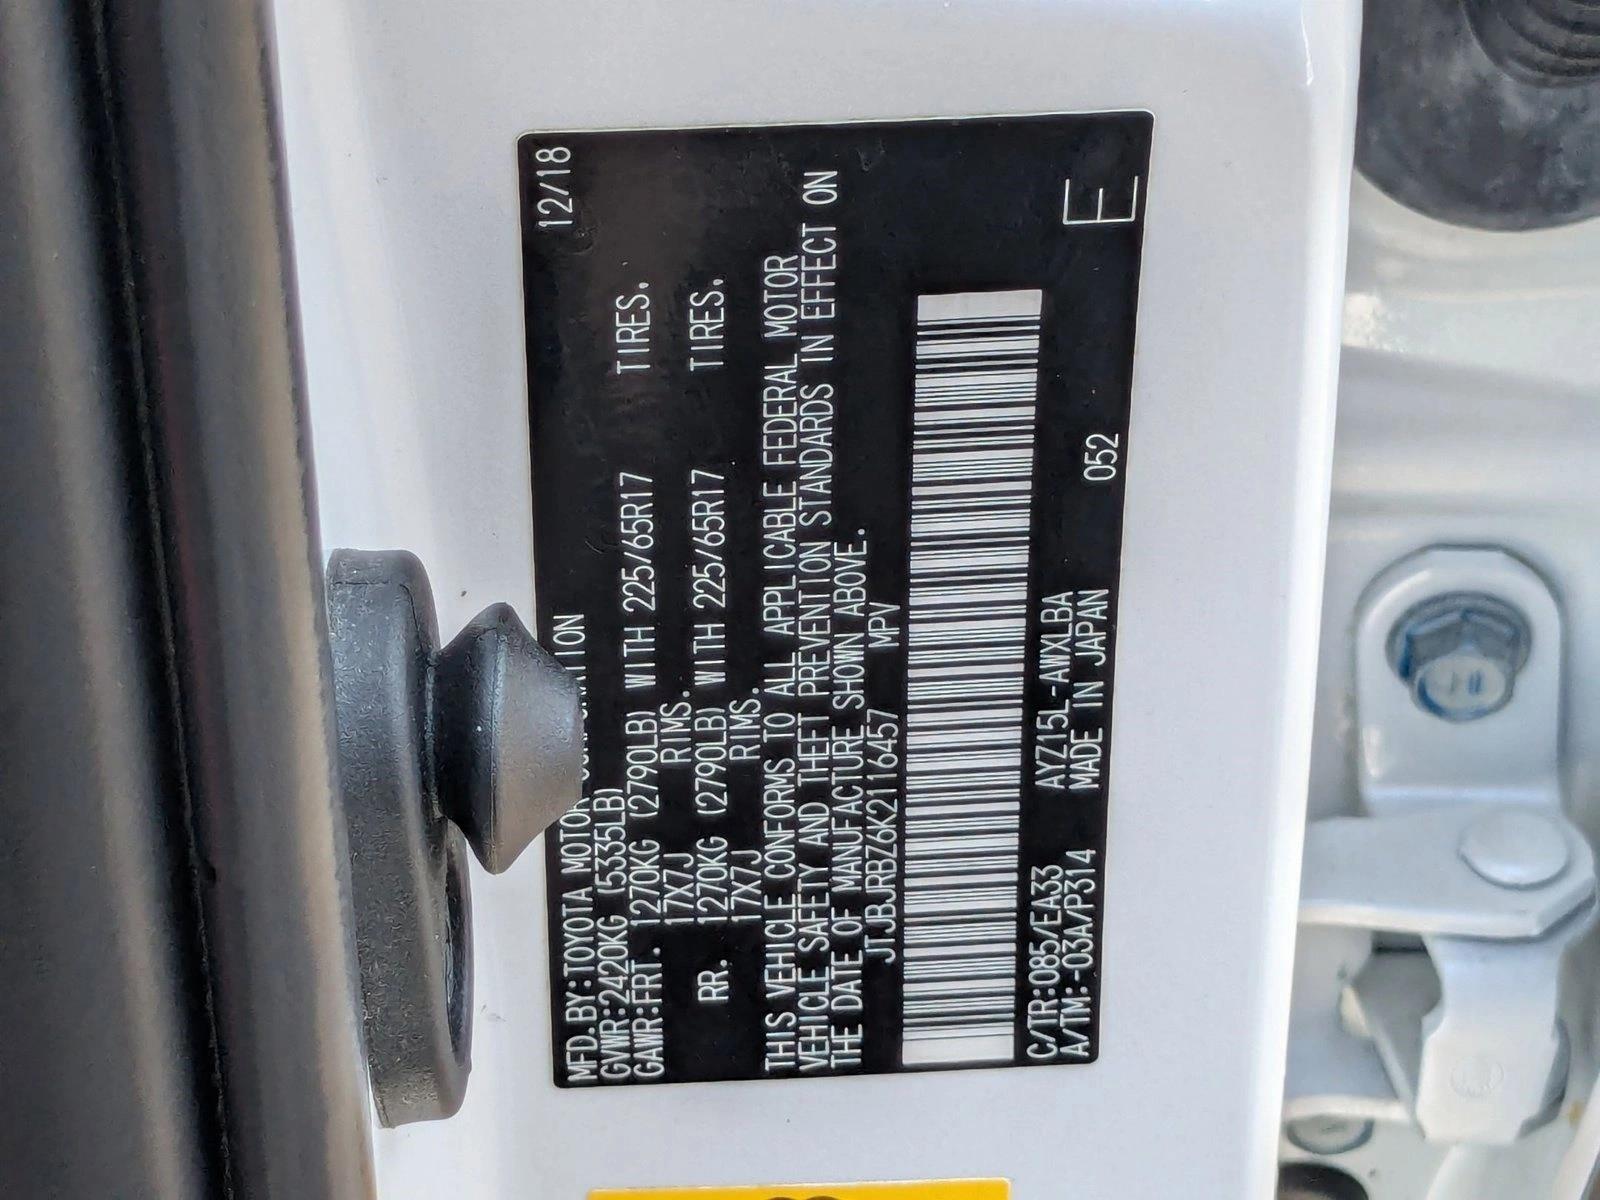 MFD.BY:TOYOTA MOTOR CORPORATION 12/18
GVWR:2420KG (5335LB)
GAWR:FRT. 1270KG (2790LB) WITH 225/65R17 TIRES.
17X7J RIMS.
RR. 1270KG (2790LB) WITH 225/65R17 TIRES.
17X7J RIMS.
THIS VEHICLE CONFORMS TO ALL APPLICABLE FEDERAL MOTOR
VEHICLE SAFETY AND THEFT PREVENTION STANDARDS IN EFFECT ON
THE DATE OF MANUFACTURE SHOWN ABOVE.
JTJBJRBZ6K2116457 MPV
C/TR:085/EA33 AYZ15L-AWXLBA
A/TM:-03A/P314 MADE IN JAPAN 052 E